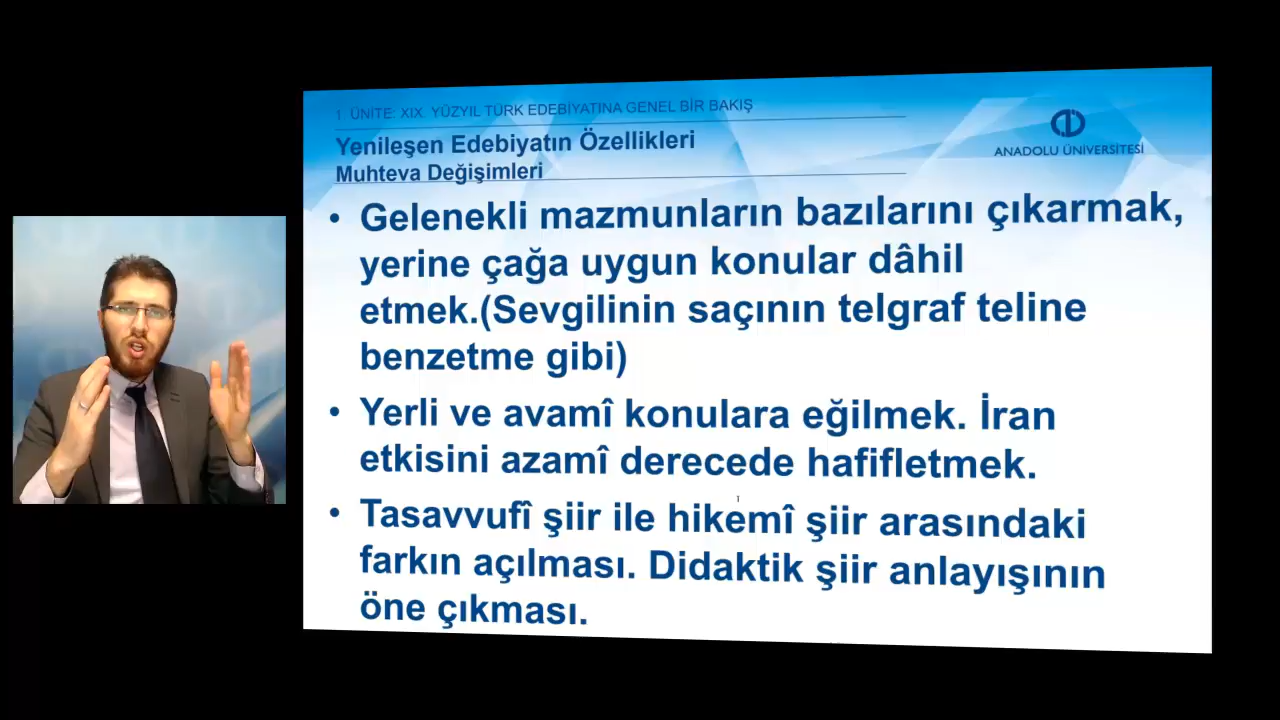 1. ÜNİTE: XIX. YÜZYIL TÜRK EDEBİYATINA GENEL BİR BAKIŞ
Yenileşen Edebiyatın Özellikleri
Muhteva Değişimleri
ANADOLU ÜNİVERSİTESİ
• Gelenekli mazmunların bazılarını çıkarmak,
yerine çağa uygun konular dâhil
etmek.(Sevgilinin saçının telgraf teline
benzetme gibi)
• Yerli ve avamî konulara eğilmek. İran
etkisini azamî derecede hafifletmek.
• Tasavvufî şiir ile hikemî şiir arasındaki
farkın açılması. Didaktik şiir anlayışının
öne çıkması.